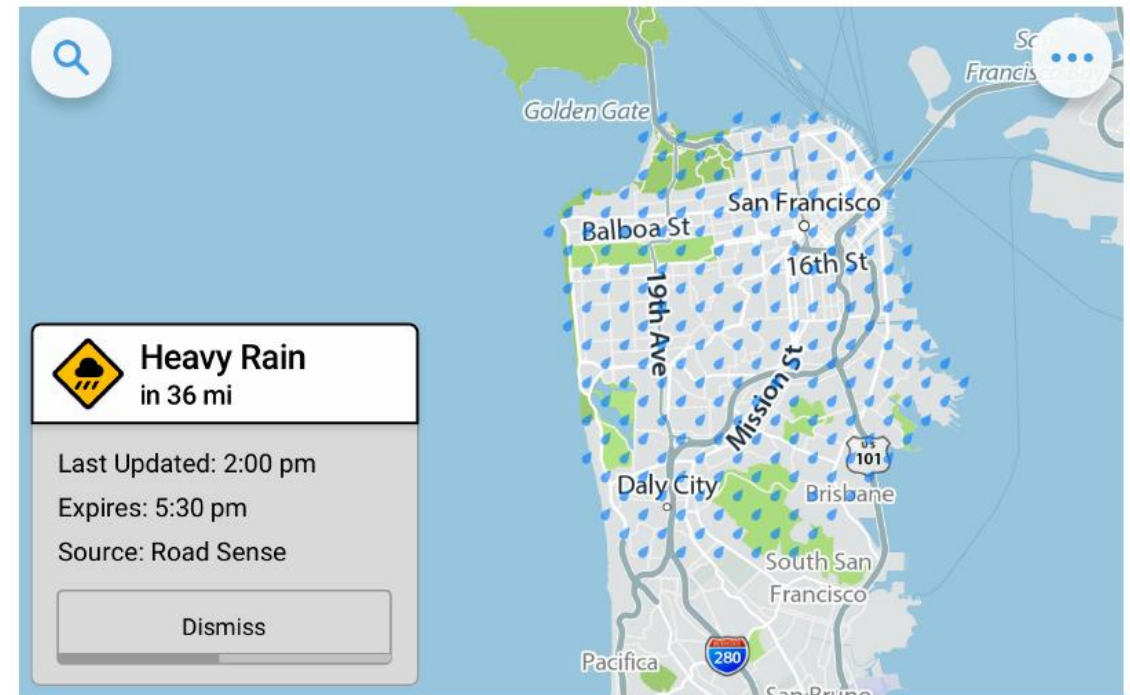 San
Francisco Bay
Golden Gate
San Francisco
Balboa St
16th St
19th Ave
Heavy Rain
in 36 mi
Mission St
US
101
Last Updated: 2:00 pm
Daly City
Brisbane
Expires: 5:30 pm
Source: Road Sense
South San
Francisco
Dismiss
Pacifica
280
San Bruno